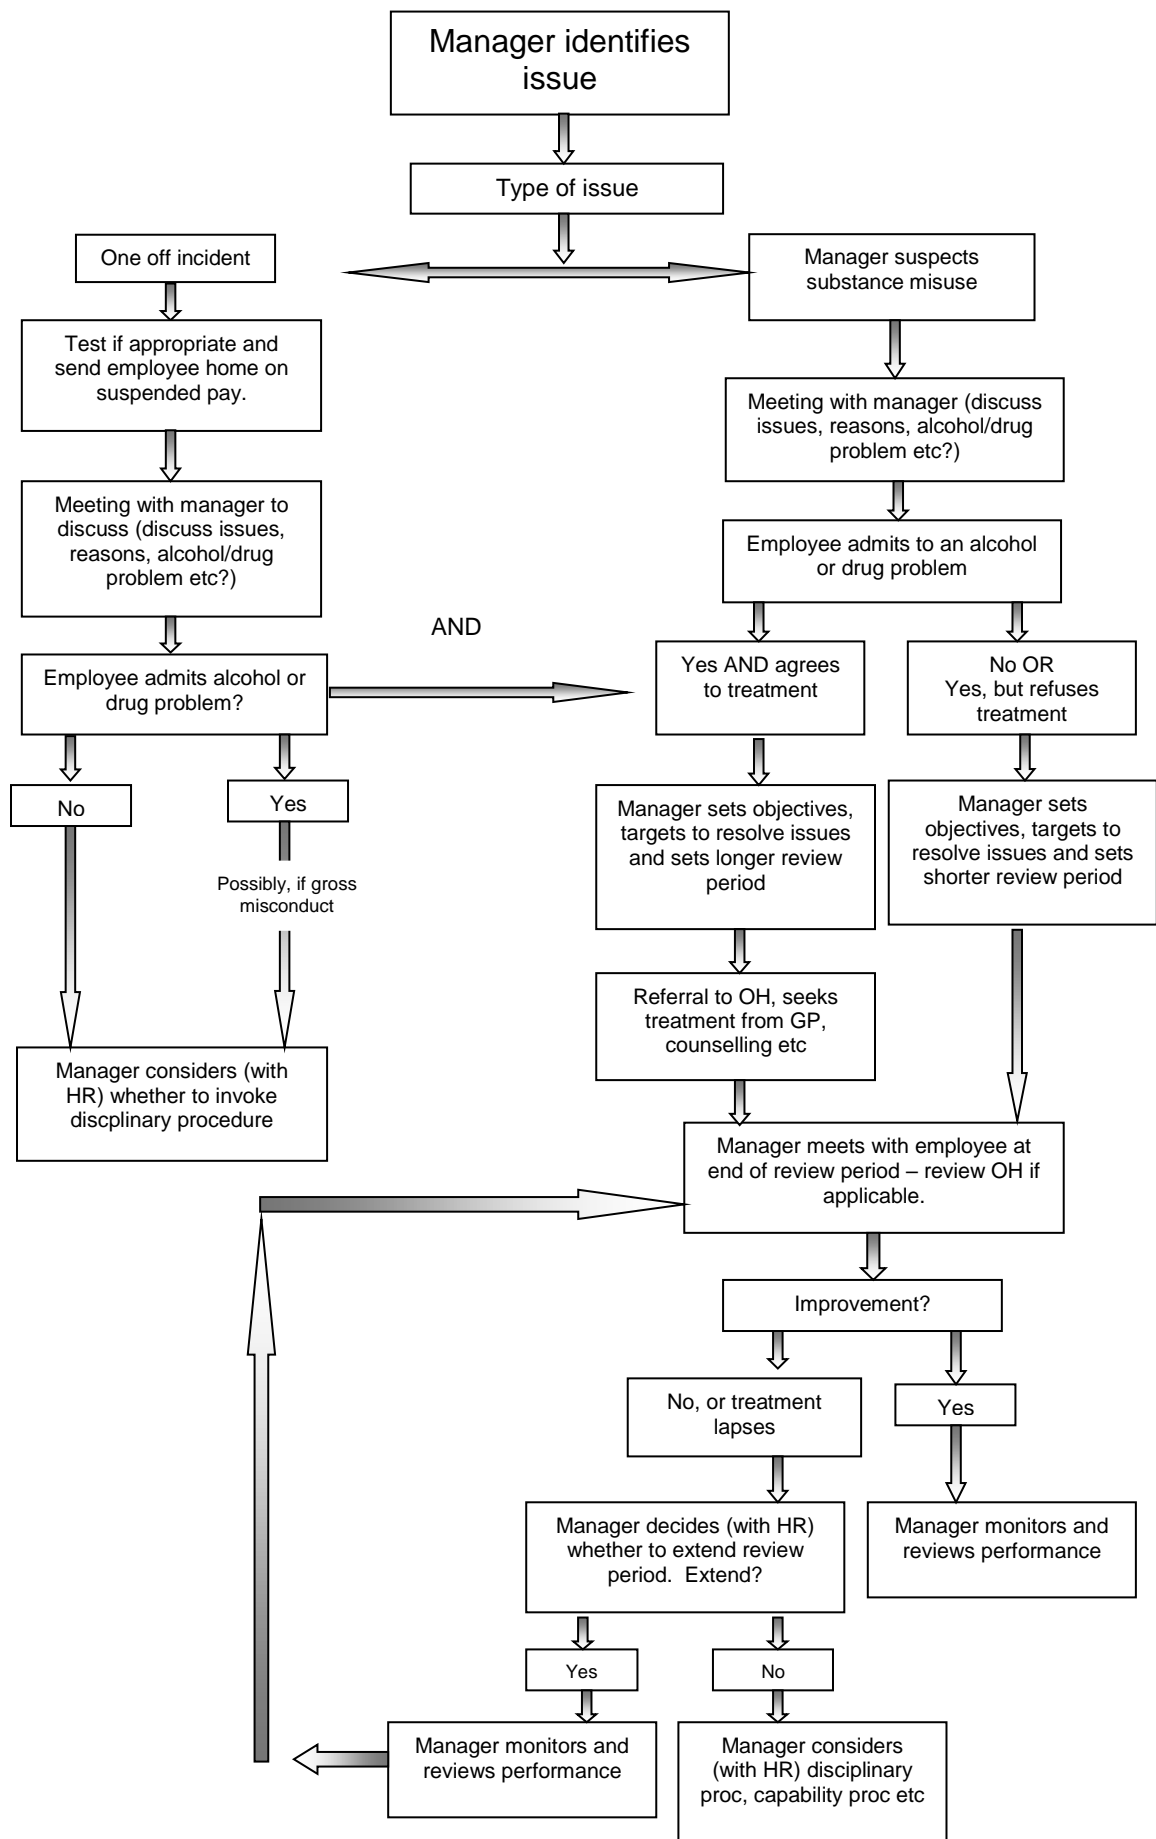 Manager identifies
issue
Type of issue
One off incident
Manager suspects
substance misuse
Test if appropriate and
send employee home on
suspended pay.
Meeting with manager (discuss
issues, reasons, alcohol/drug
problem etc?)
Meeting with manager to
discuss (discuss issues,
reasons, alcohol/drug
problem etc?)
Employee admits to an alcohol
or drug problem
AND
Employee admits alcohol or
drug problem?
Yes AND agrees
to treatment
No OR
Yes, but refuses
treatment
No
Yes
Manager sets objectives,
targets to resolve issues
and sets longer review
period
Manager sets
objectives, targets to
resolve issues and sets
shorter review period
Possibly, if gross
misconduct
Referral to OH, seeks
treatment from GP,
counselling etc
Manager considers (with
HR) whether to invoke
discplinary procedure
Manager meets with employee at
end of review period – review OH if
applicable.
Improvement?
No, or treatment
lapses
Yes
Manager decides (with HR)
whether to extend review
period.  Extend?
Manager monitors and
reviews performance
Yes
No
Manager monitors and
reviews performance
Manager considers
(with HR) disciplinary
proc, capability proc etc